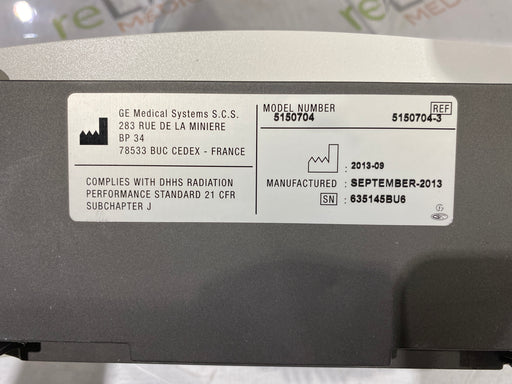 GE Medical Systems S.C.S.
283 RUE DE LA MINIERE
BP 34
78533 BUC CEDEX - FRANCE
COMPLIES WITH DHHS RADIATION
PERFORMANCE STANDARD 21 CFR
SUBCHAPTER J
MODEL NUMBER REF
5150704 5150704-3
: 2013-09
MANUFACTURED : SEPTEMBER-2013
SN : 635145BU6